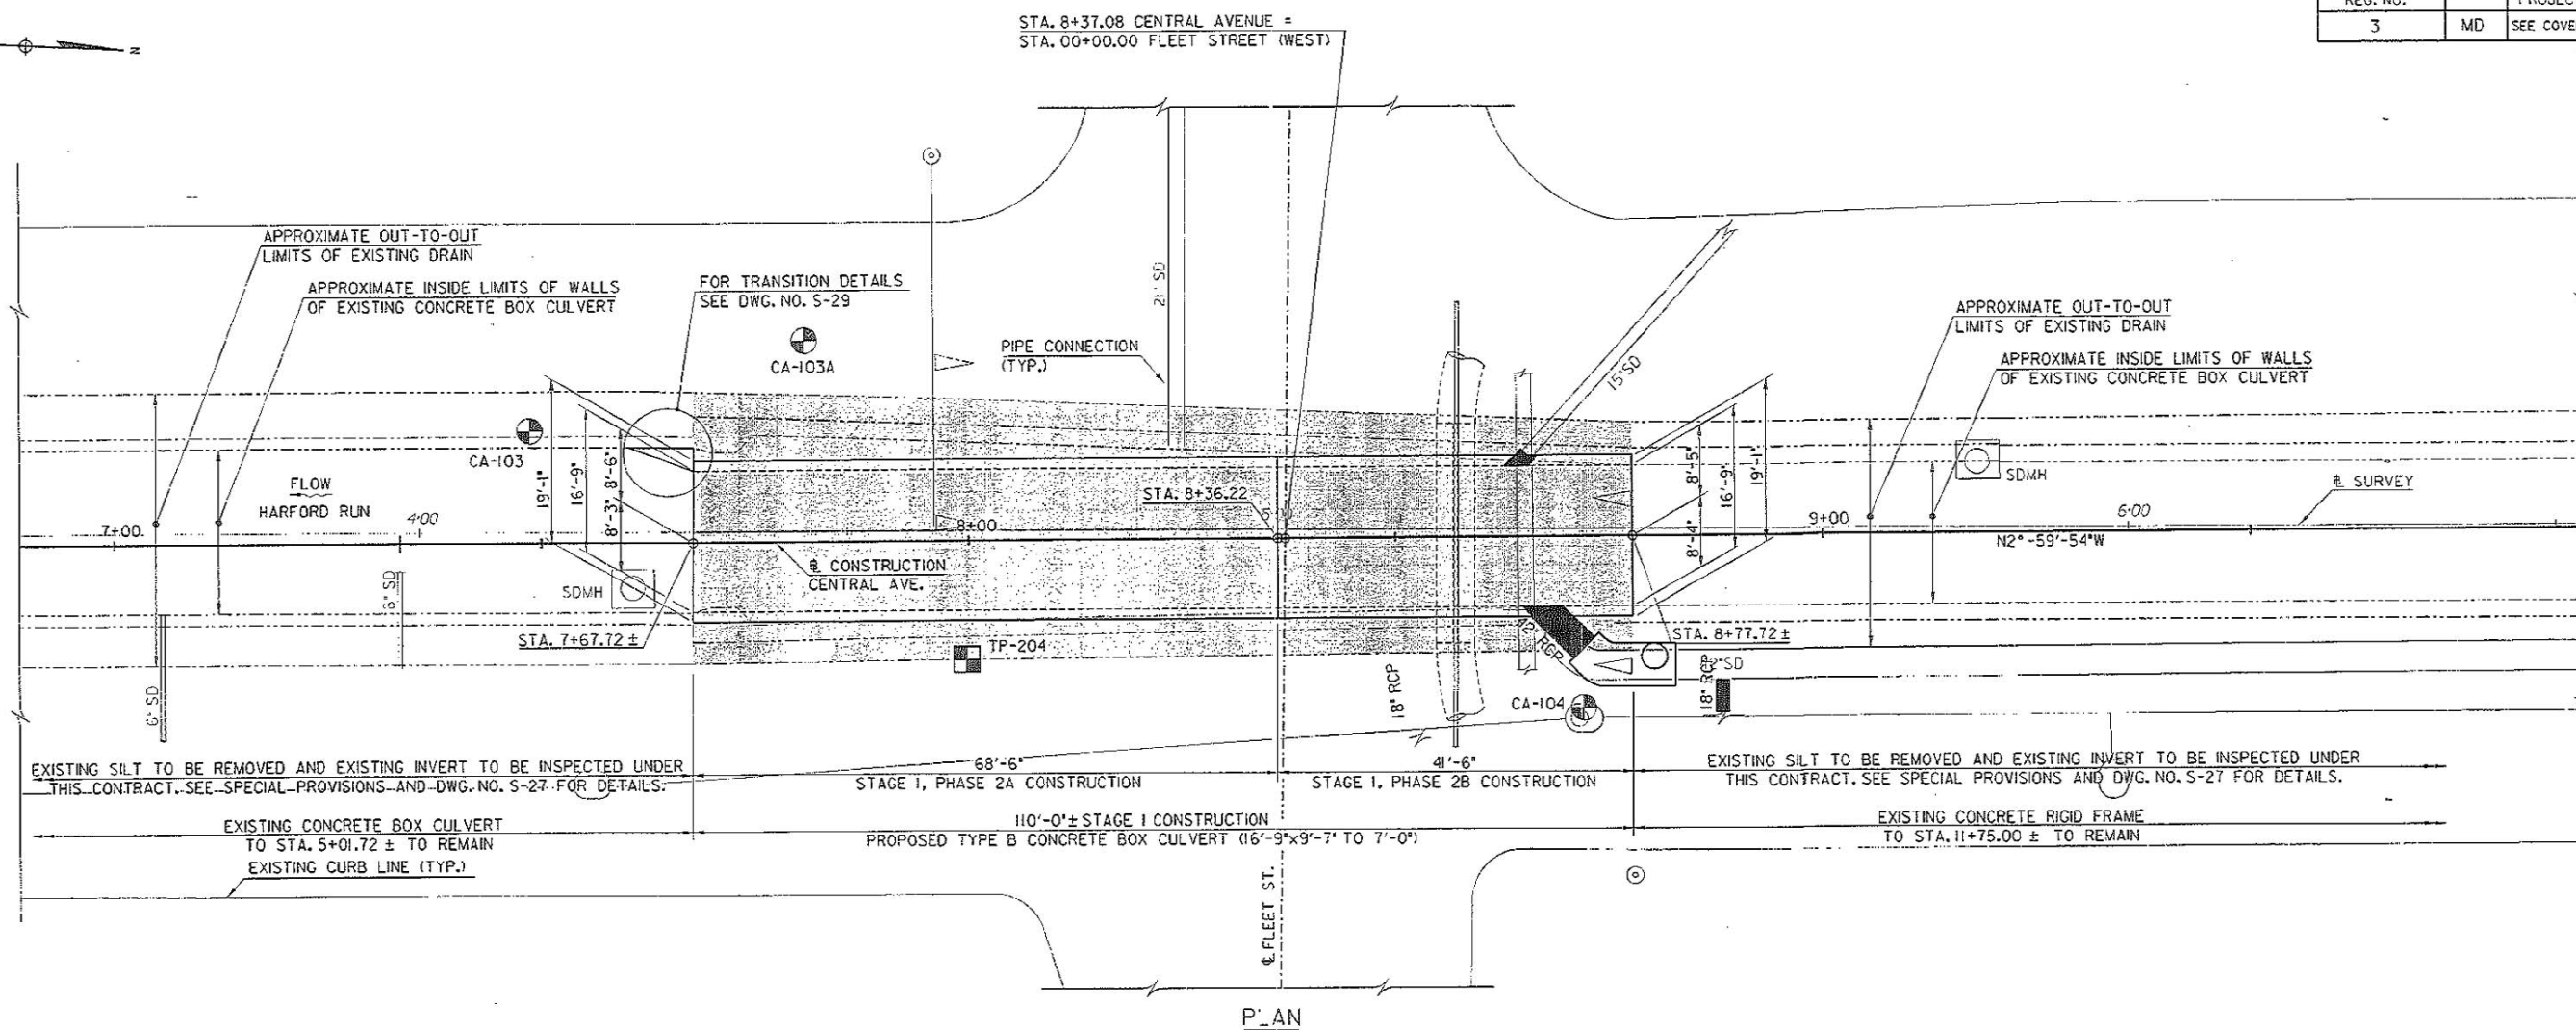 REG. NO.
3 MD SEE COVE
N
STA. 8+37.08 CENTRAL AVENUE =
STA. 00+00.00 FLEET STREET (WEST)
APPROXIMATE OUT-TO-OUT
LIMITS OF EXISTING DRAIN
APPROXIMATE INSIDE LIMITS OF WALLS
OF EXISTING CONCRETE BOX CULVERT
FOR TRANSITION DETAILS
SEE DWG. NO. S-29
CA-103A
PIPE CONNECTION
(TYP.)
21" SD
15" SD
APPROXIMATE OUT-TO-OUT
LIMITS OF EXISTING DRAIN
APPROXIMATE INSIDE LIMITS OF WALLS
OF EXISTING CONCRETE BOX CULVERT
CA-103
19'-1"
16'-9"
8'-6"
8'-3"
8'-5"
8'-4"
16'-9"
19'-1"
SDMH
FLOW
HARFORD RUN
7+00
4+00
STA. 8+36.22
8+00
9+00
6+00
℄ SURVEY
N2°-59'-54"W
℄ CONSTRUCTION
CENTRAL AVE.
SDMH
STA. 7+67.72 ±
TP-204
STA. 8+77.72 ±
6" SD
18" RCP
RCP
SD
18" RCP
CA-104
EXISTING SILT TO BE REMOVED AND EXISTING INVERT TO BE INSPECTED UNDER
THIS CONTRACT. SEE SPECIAL PROVISIONS AND DWG. NO. S-27 FOR DETAILS.
68'-6"
STAGE 1, PHASE 2A CONSTRUCTION
41'-6"
STAGE 1, PHASE 2B CONSTRUCTION
EXISTING SILT TO BE REMOVED AND EXISTING INVERT TO BE INSPECTED UNDER
THIS CONTRACT. SEE SPECIAL PROVISIONS AND DWG. NO. S-27 FOR DETAILS.
EXISTING CONCRETE BOX CULVERT
TO STA. 5+01.72 ± TO REMAIN
110'-0"± STAGE 1 CONSTRUCTION
PROPOSED TYPE B CONCRETE BOX CULVERT (16'-9"x9'-7" TO 7'-0")
EXISTING CONCRETE RIGID FRAME
TO STA. 11+75.00 ± TO REMAIN
EXISTING CURB LINE (TYP.)
℄ FLEET ST.
PLAN